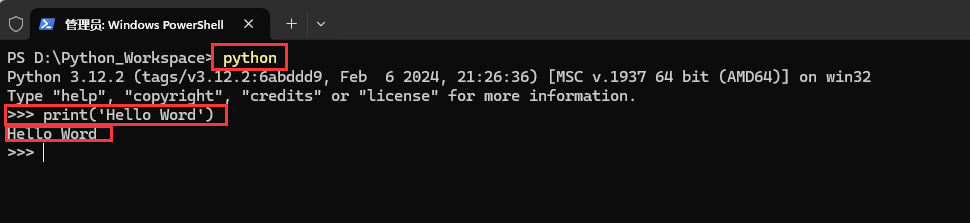 管理员: Windows PowerShell
PS D:\Python_Workspace> python
Python 3.12.2 (tags/v3.12.2:6abddd9, Feb  6 2024, 21:26:36) [MSC v.1937 64 bit (AMD64)] on win32
Type "help", "copyright", "credits" or "license" for more information.
>>> print('Hello Word')
Hello Word
>>>